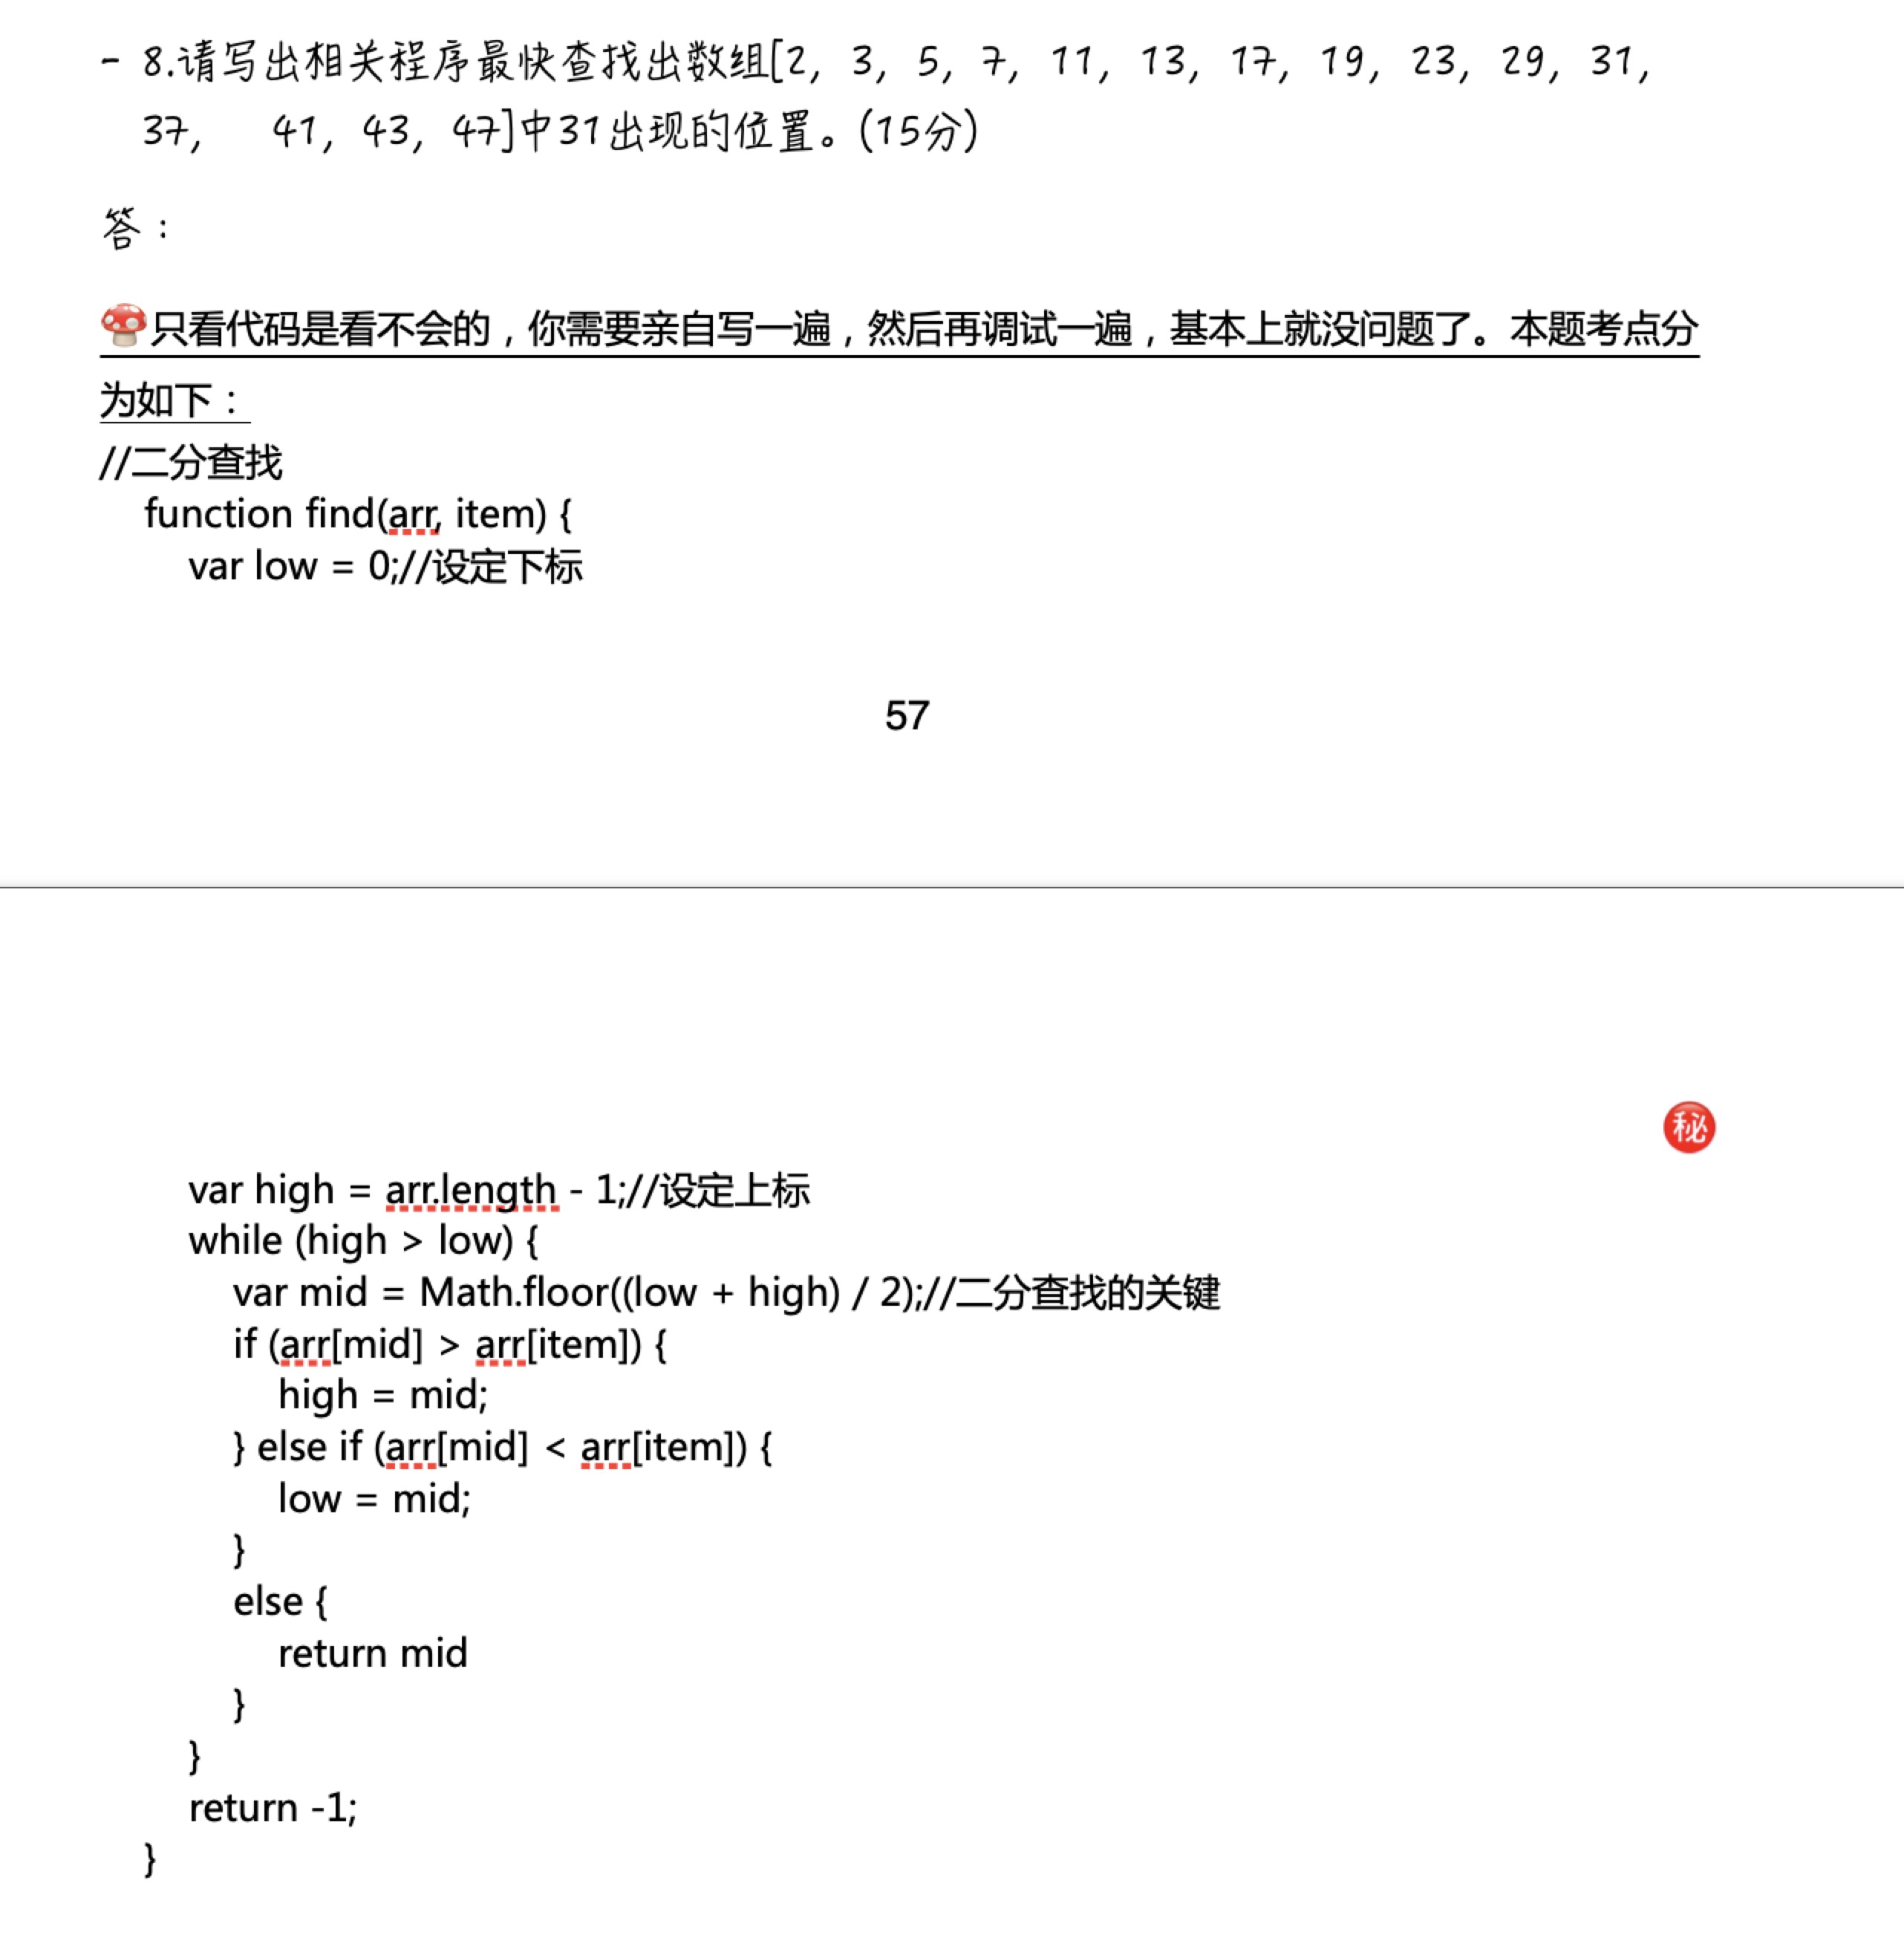 - 8.请写出相关程序最快查找出数组[2, 3, 5, 7, 11, 13, 17, 19, 23, 29, 31,
37, 41, 43, 47]中31出现的位置。(15分)
答：
🍄只看代码是看不会的，你需要亲自写一遍，然后再调试一遍，基本上就没问题了。本题考点分
为如下：
//二分查找
function find(arr, item) {
var low = 0;//设定下标
57
㊙
var high = arr.length - 1;//设定上标
while (high > low) {
var mid = Math.floor((low + high) / 2);//二分查找的关键
if (arr[mid] > arr[item]) {
high = mid;
} else if (arr[mid] < arr[item]) {
low = mid;
}
else {
return mid
}
}
return -1;
}